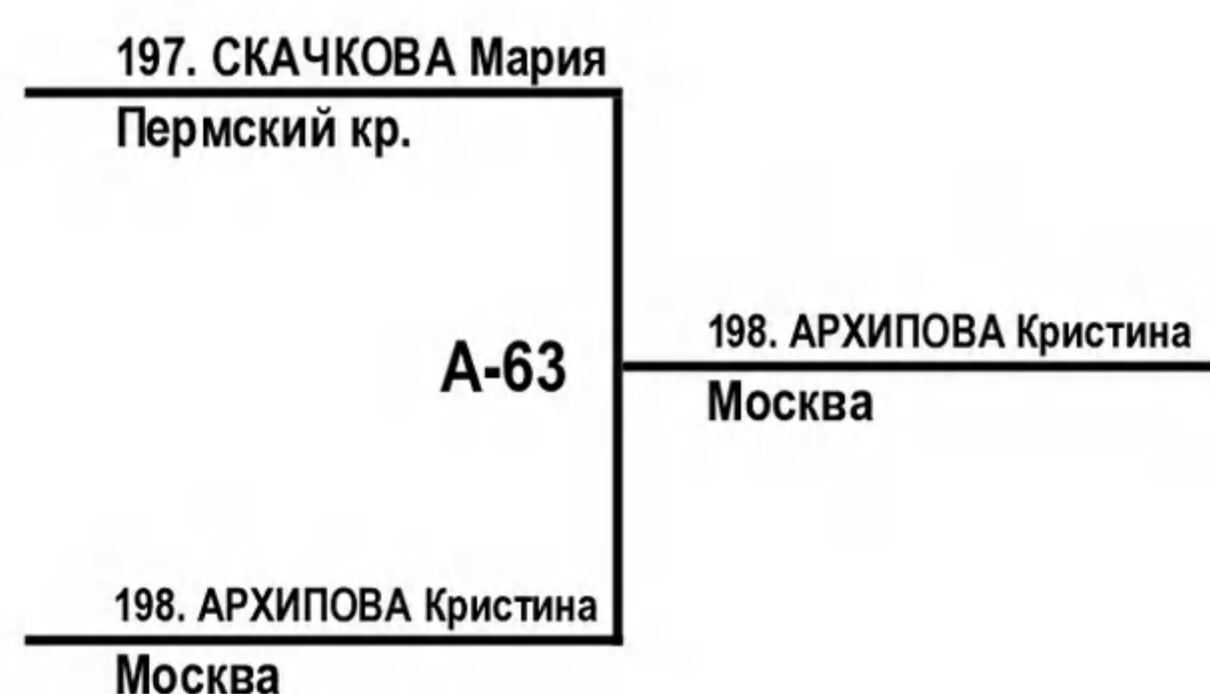 197. СКАЧКОВА Мария
Пермский кр.
А-63
198. АРХИПОВА Кристина
Москва
198. АРХИПОВА Кристина
Москва